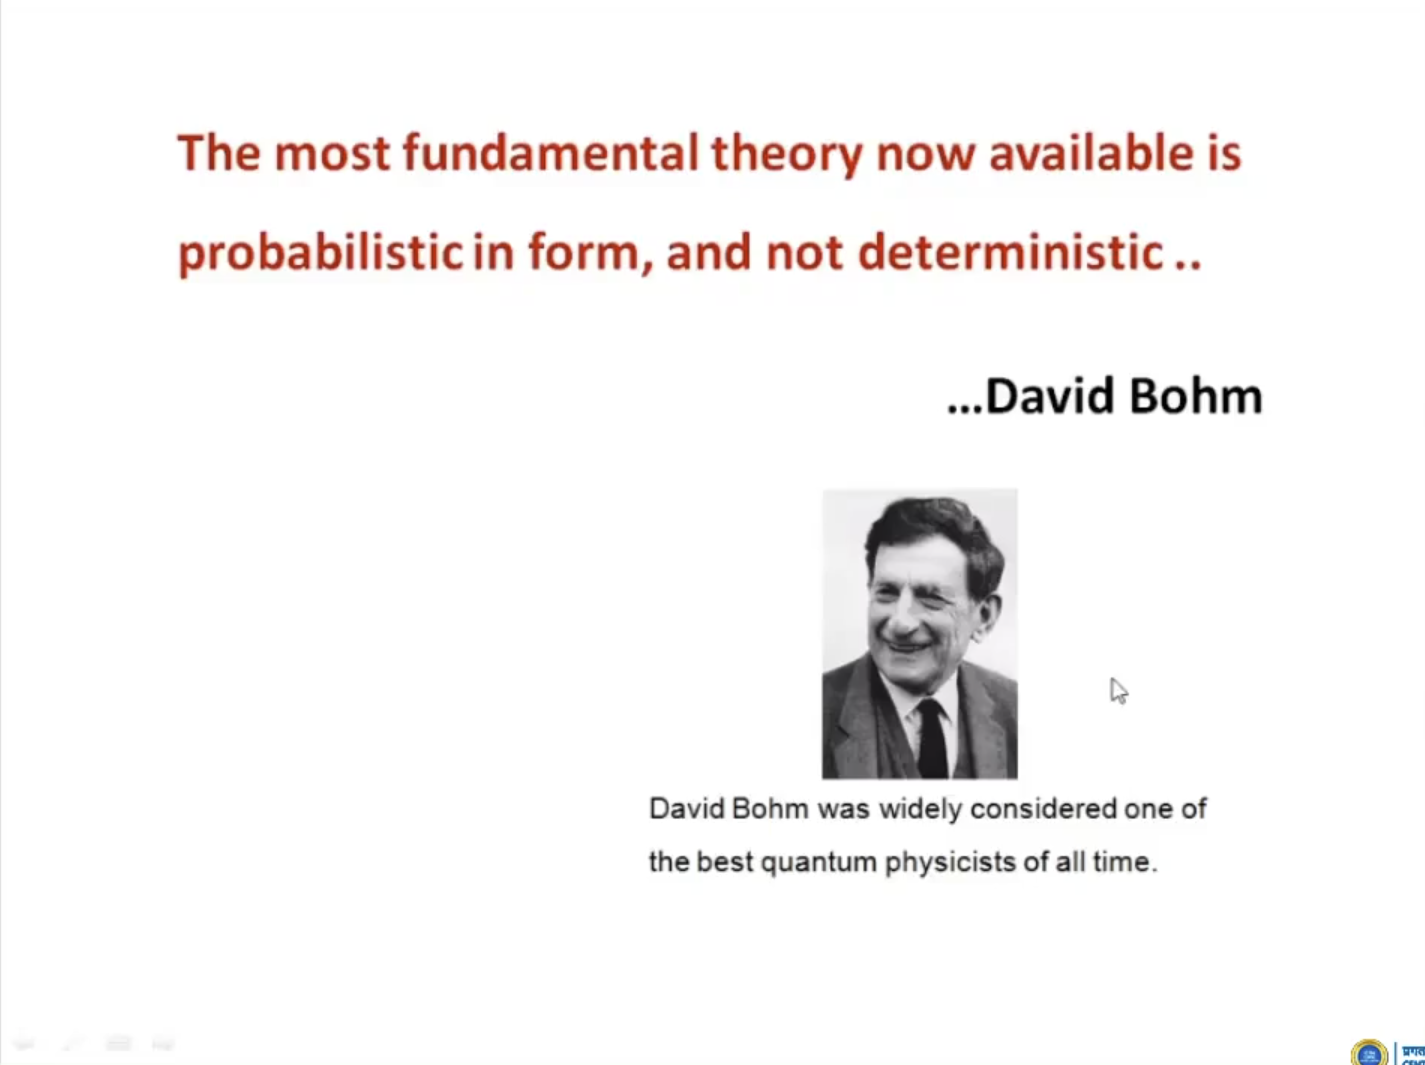 The most fundamental theory now available is
probabilistic in form, and not deterministic ..
...David Bohm
David Bohm was widely considered one of
the best quantum physicists of all time.